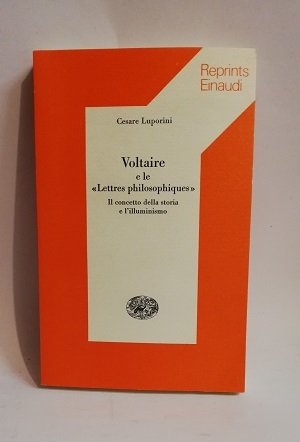 Reprints
Einaudi
Cesare Luporini
Voltaire
e le
«Lettres philosophiques»
Il concetto della storia
e l'illuminismo